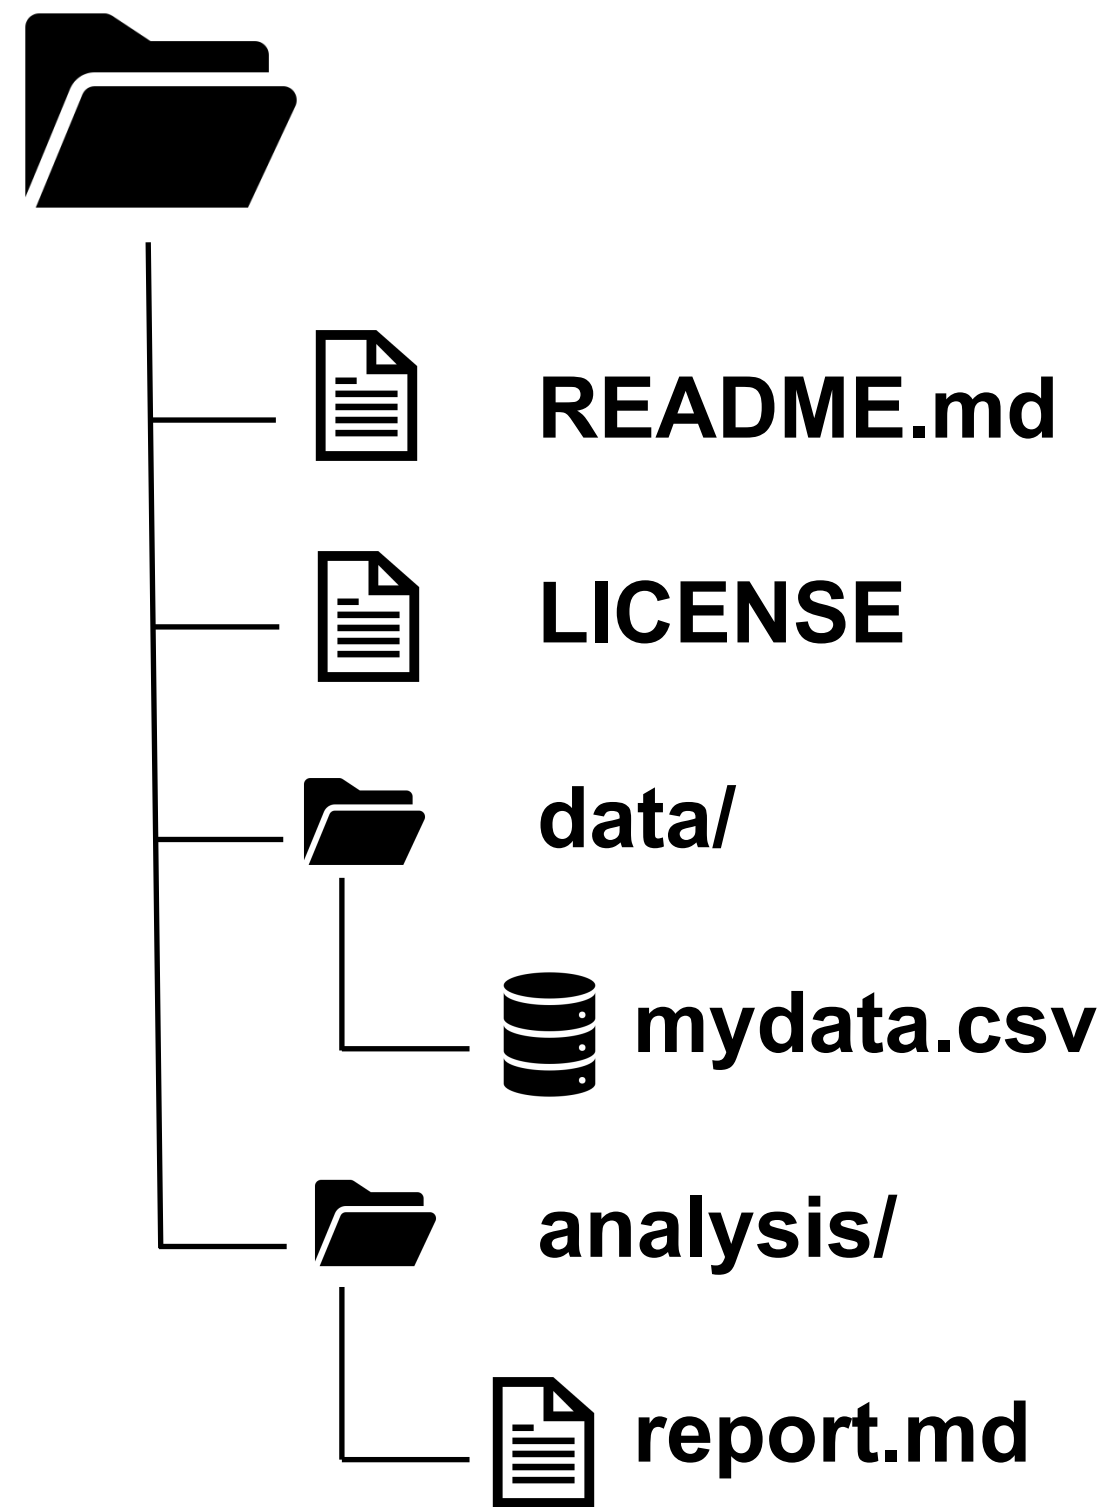 README.md
LICENSE
data/
mydata.csv
analysis/
report.md